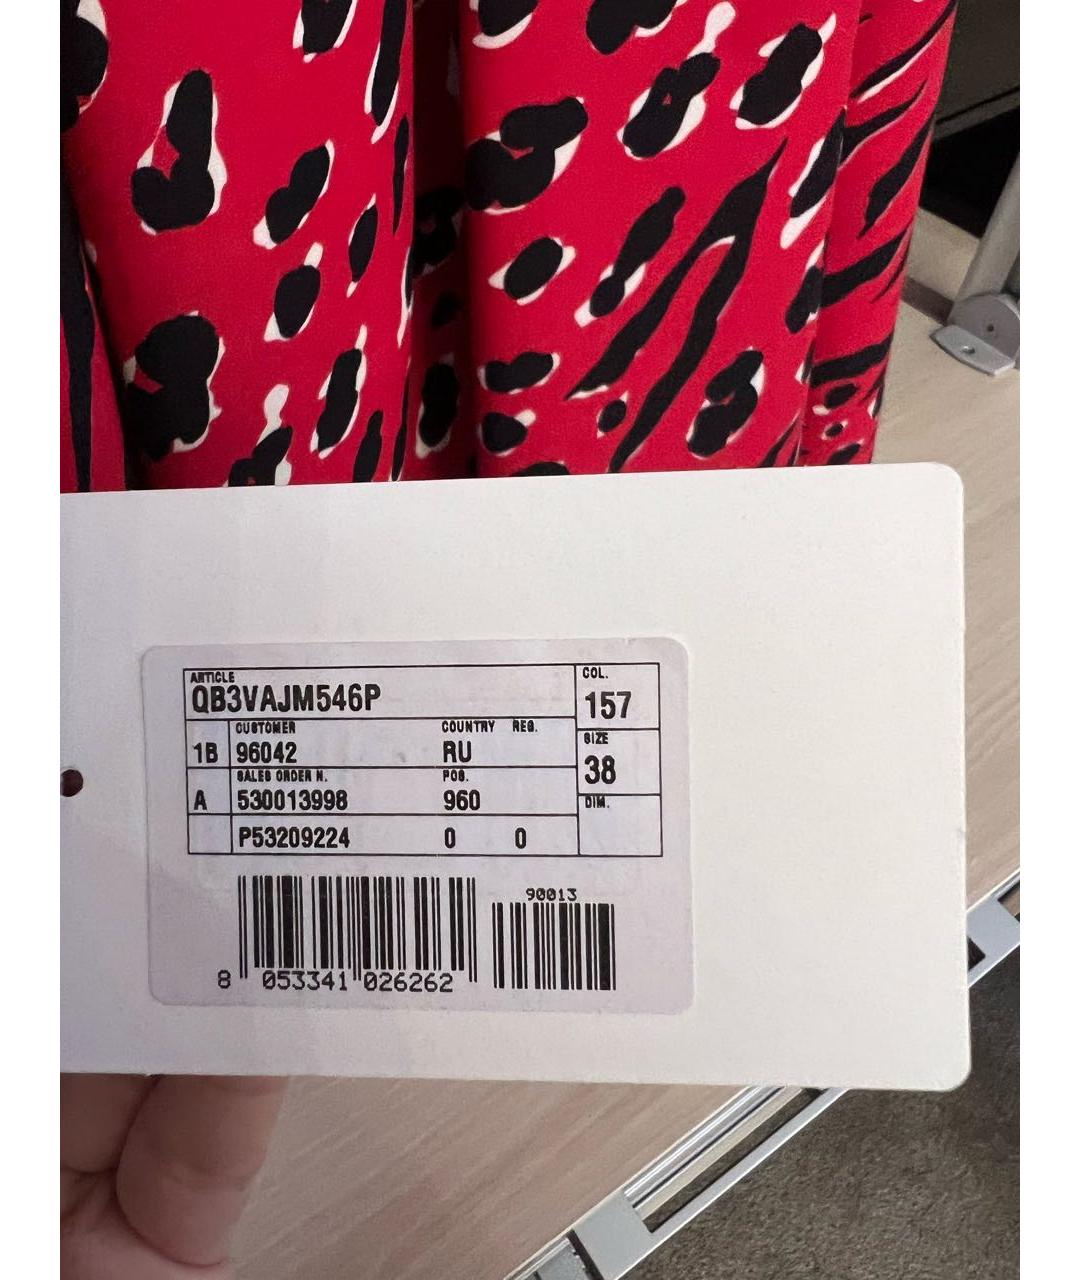 ARTICLE
QB3VAJM546P
COL.
157
CUSTOMER COUNTRY REG.
1B 96042 RU
SIZE
38
SALES ORDER N. POS.
A 530013998 960
DIM.
P53209224 0 0
90013
8 053341 026262